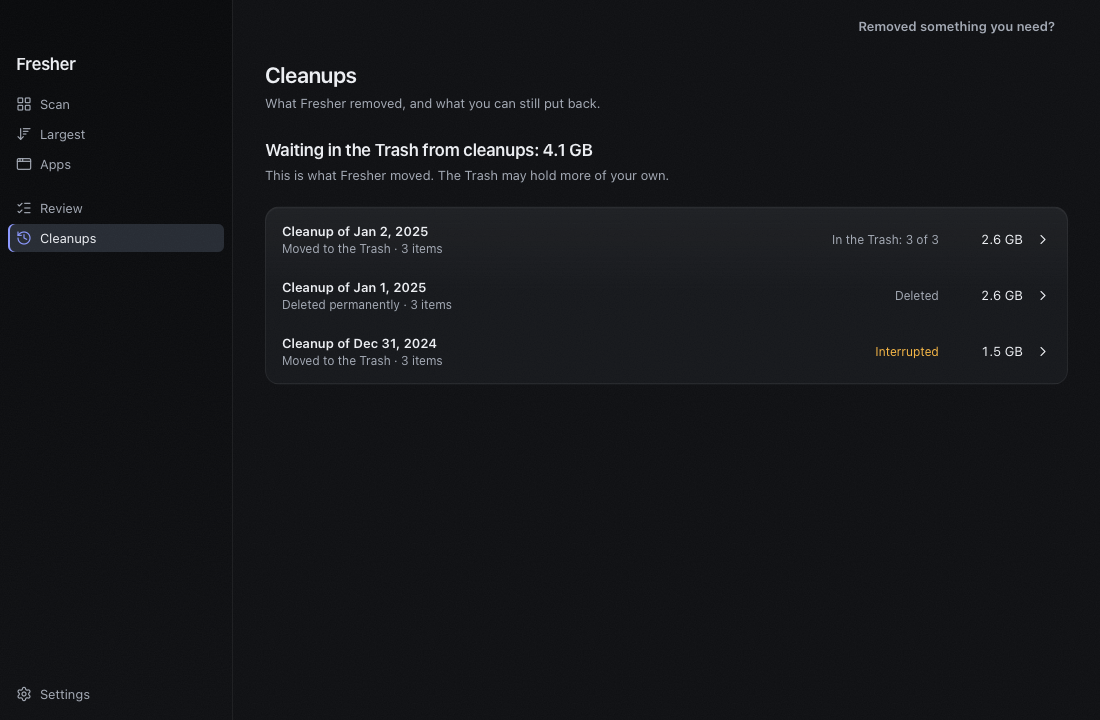 Removed something you need?
Fresher
Scan
Largest
Apps
Review
Cleanups
Settings
Cleanups
What Fresher removed, and what you can still put back.
Waiting in the Trash from cleanups: 4.1 GB
This is what Fresher moved. The Trash may hold more of your own.
Cleanup of Jan 2, 2025
Moved to the Trash · 3 items
In the Trash: 3 of 3
2.6 GB
Cleanup of Jan 1, 2025
Deleted permanently · 3 items
Deleted
2.6 GB
Cleanup of Dec 31, 2024
Moved to the Trash · 3 items
Interrupted
1.5 GB